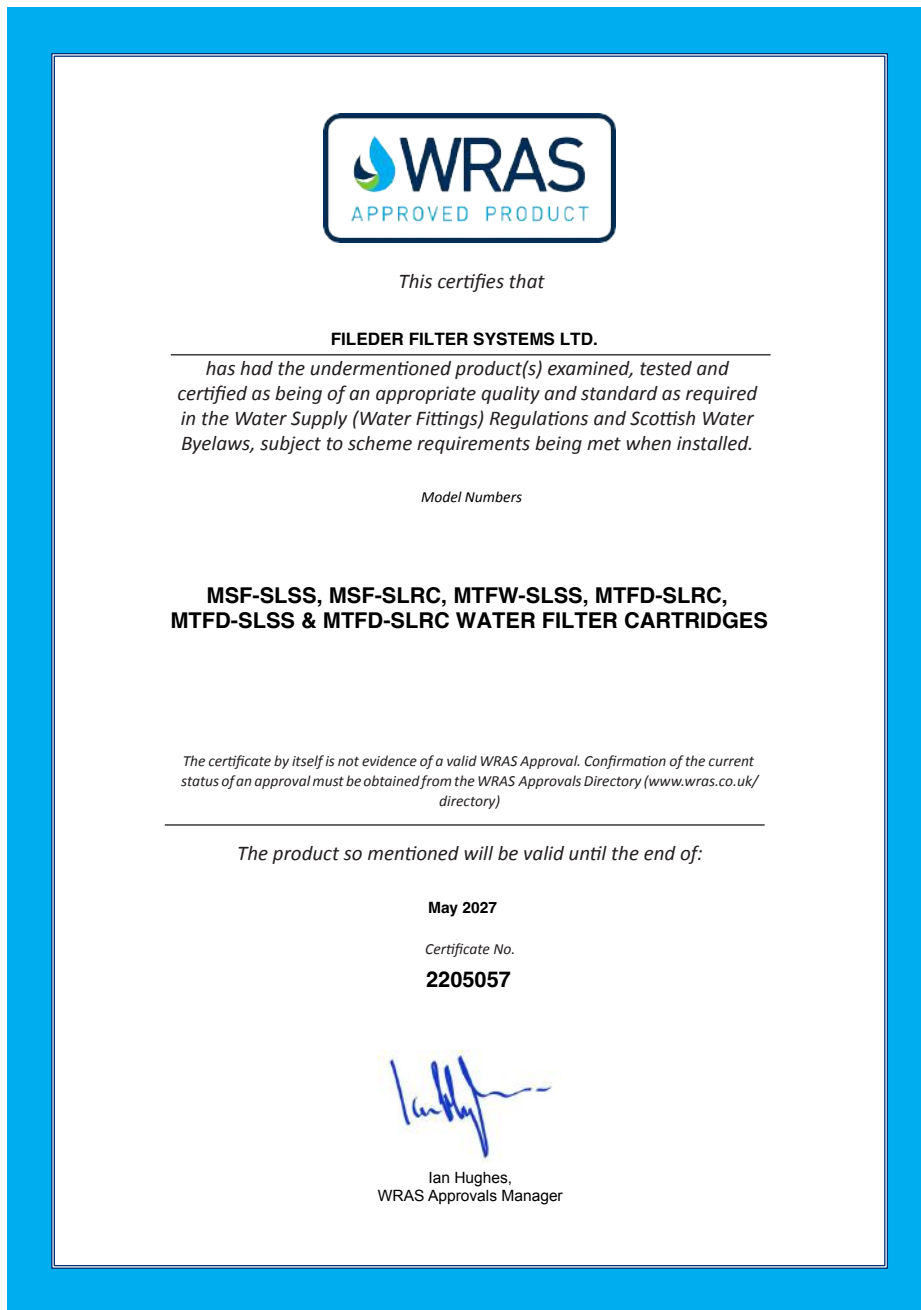 WRAS
APPROVED PRODUCT
This certifies that
FILEDER FILTER SYSTEMS LTD.
has had the undermentioned product(s) examined, tested and
certified as being of an appropriate quality and standard as required
in the Water Supply (Water Fittings) Regulations and Scottish Water
Byelaws, subject to scheme requirements being met when installed.
Model Numbers
MSF-SLSS, MSF-SLRC, MTFW-SLSS, MTFD-SLRC,
MTFD-SLSS & MTFD-SLRC WATER FILTER CARTRIDGES
The certificate by itself is not evidence of a valid WRAS Approval. Confirmation of the current
status of an approval must be obtained from the WRAS Approvals Directory (www.wras.co.uk/
directory)
The product so mentioned will be valid until the end of:
May 2027
Certificate No.
2205057
Ian Hughes,
WRAS Approvals Manager